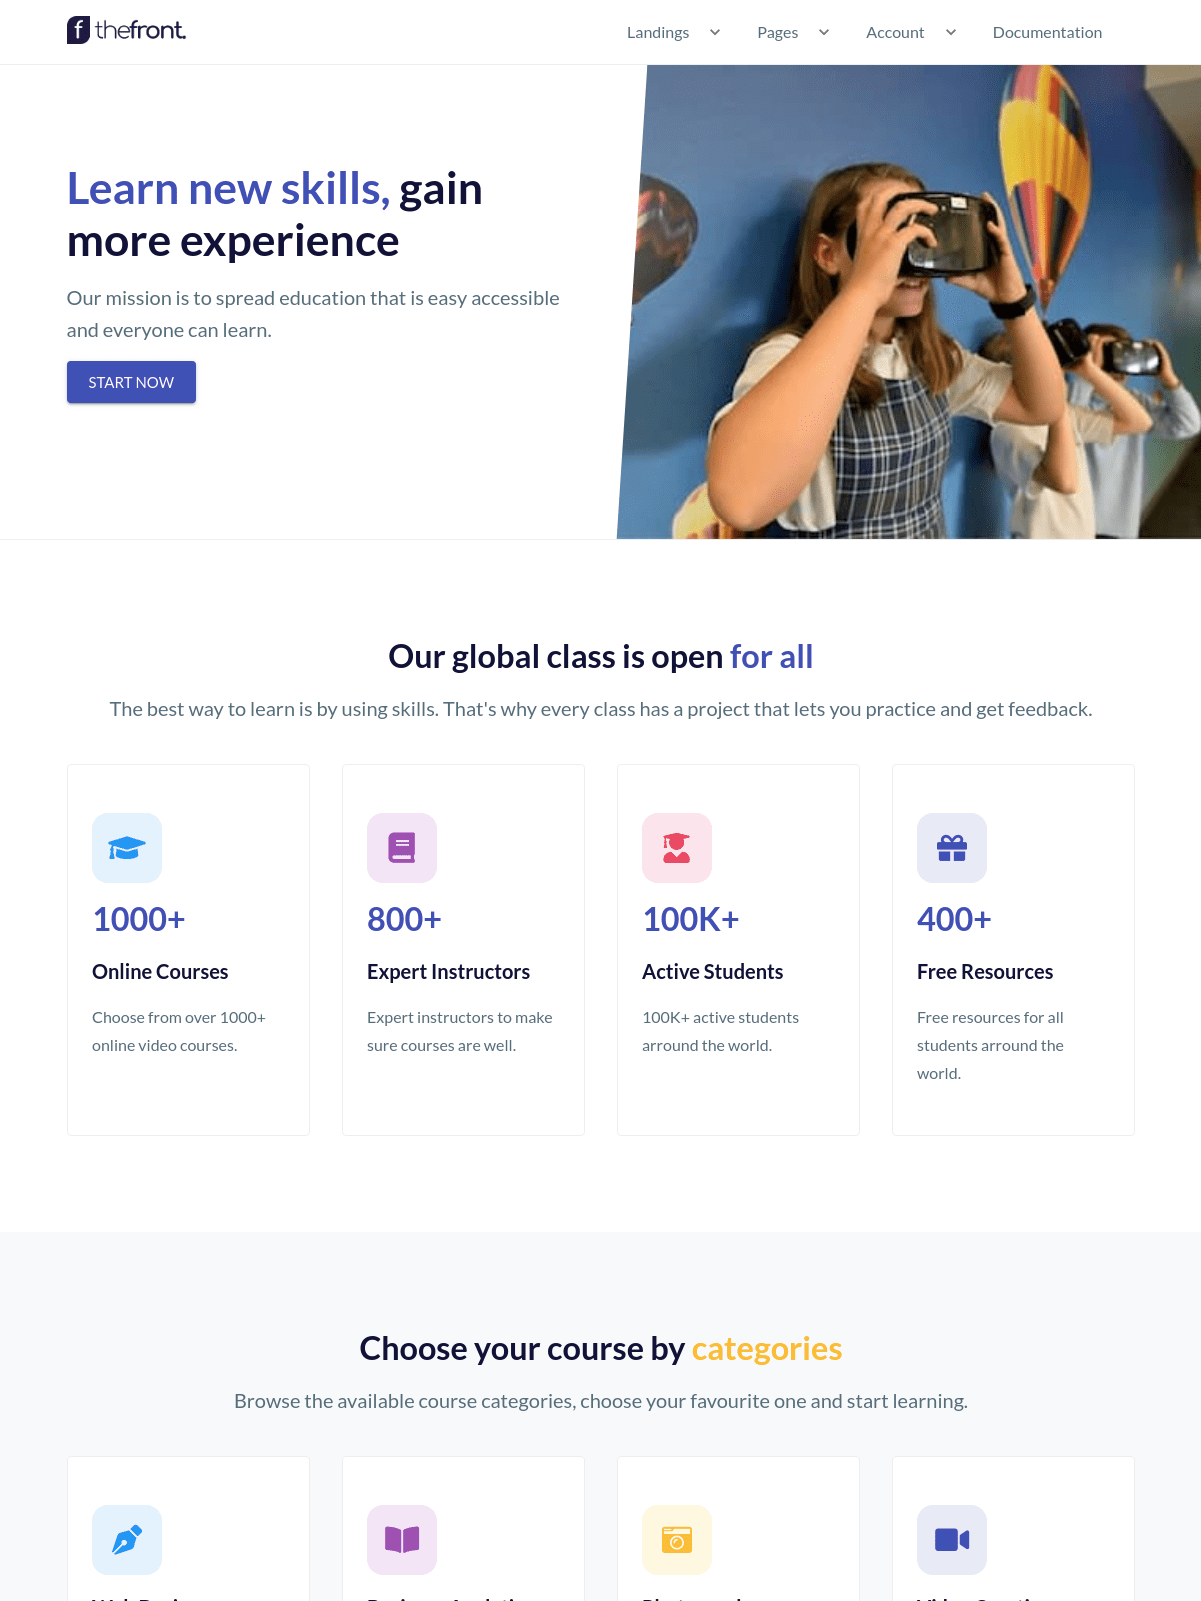 thefront.
Landings
Pages
Account
Documentation
Learn new skills, gain
more experience
Our mission is to spread education that is easy accessible
and everyone can learn.
START NOW
Our global class is open for all
The best way to learn is by using skills. That's why every class has a project that lets you practice and get feedback.
1000+
Online Courses
Choose from over 1000+
online video courses.
800+
Expert Instructors
Expert instructors to make
sure courses are well.
100K+
Active Students
100K+ active students
arround the world.
400+
Free Resources
Free resources for all
students arround the
world.
Choose your course by categories
Browse the available course categories, choose your favourite one and start learning.